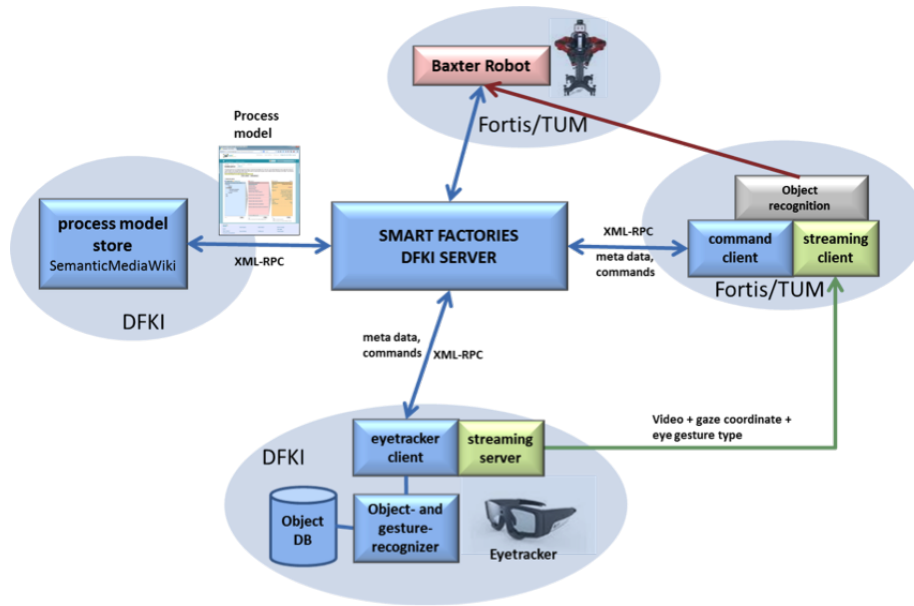 Baxter Robot
Fortis/TUM
Process
model
process model
store
SemanticMediaWiki
XML-RPC
DFKI
SMART FACTORIES
DFKI SERVER
XML-RPC
meta data,
commands
Object
recognition
command
client
streaming
client
Fortis/TUM
meta data,
commands
XML-RPC
Video + gaze coordinate +
eye gesture type
DFKI
eyetracker
client
streaming
server
Object
DB
Object- and
gesture-
recognizer
Eyetracker